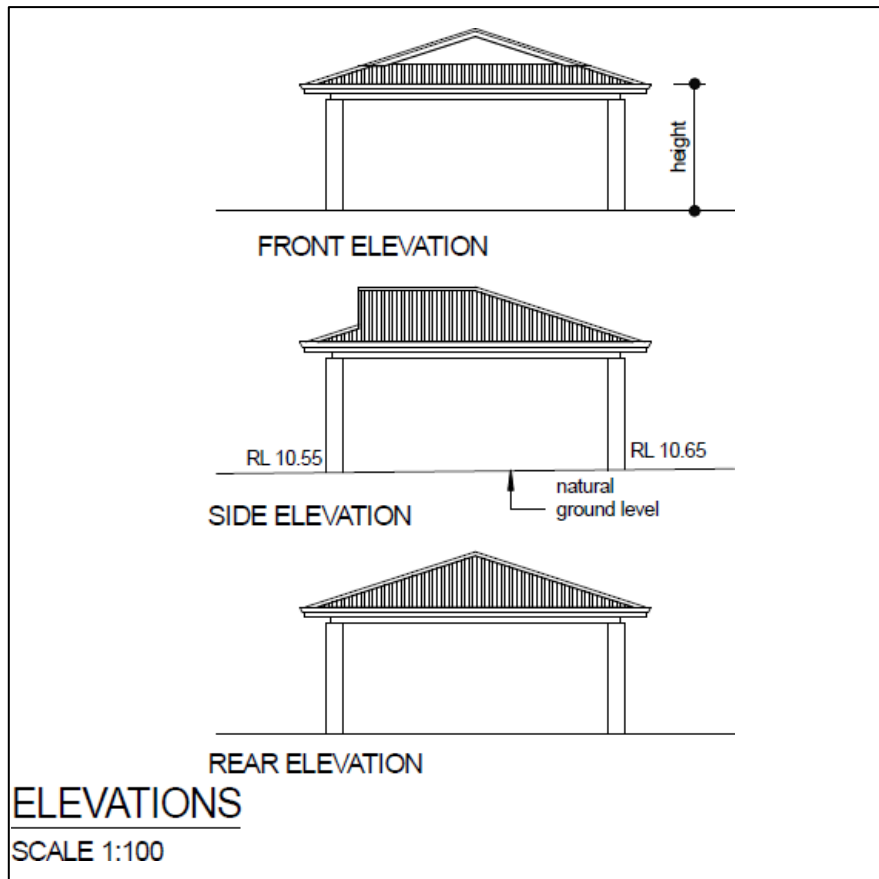 height
FRONT ELEVATION
RL 10.55
RL 10.65
natural
ground level
SIDE ELEVATION
REAR ELEVATION
ELEVATIONS
SCALE 1:100